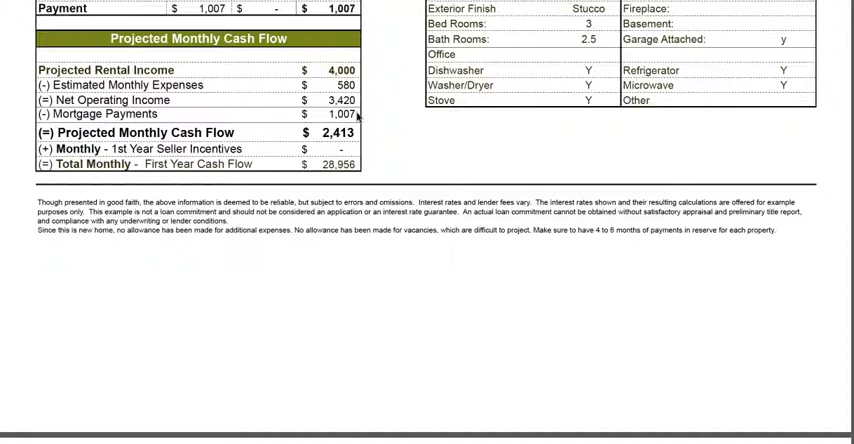 Payment $ 1,007 $ - $ 1,007
Projected Monthly Cash Flow
Projected Rental Income $ 4,000
(-) Estimated Monthly Expenses $ 580
(=) Net Operating Income $ 3,420
(-) Mortgage Payments $ 1,007
(=) Projected Monthly Cash Flow $ 2,413
(+) Monthly - 1st Year Seller Incentives $ -
(=) Total Monthly - First Year Cash Flow $ 28,956
Exterior Finish Stucco Fireplace:
Bed Rooms: 3 Basement:
Bath Rooms: 2.5 Garage Attached: y
Office
Dishwasher Y Refrigerator Y
Washer/Dryer Y Microwave Y
Stove Y Other
Though presented in good faith, the above information is deemed to be reliable, but subject to errors and omissions. Interest rates and lender fees vary. The interest rates shown and their resulting calculations are offered for example
purposes only. This example is not a loan commitment and should not be considered an application or an interest rate guarantee. An actual loan commitment cannot be obtained without satisfactory appraisal and preliminary title report,
and compliance with any underwriting or lender conditions.
Since this is new home, no allowance has been made for additional expenses. No allowance has been made for vacancies, which are difficult to project. Make sure to have 4 to 6 months of payments in reserve for each property.